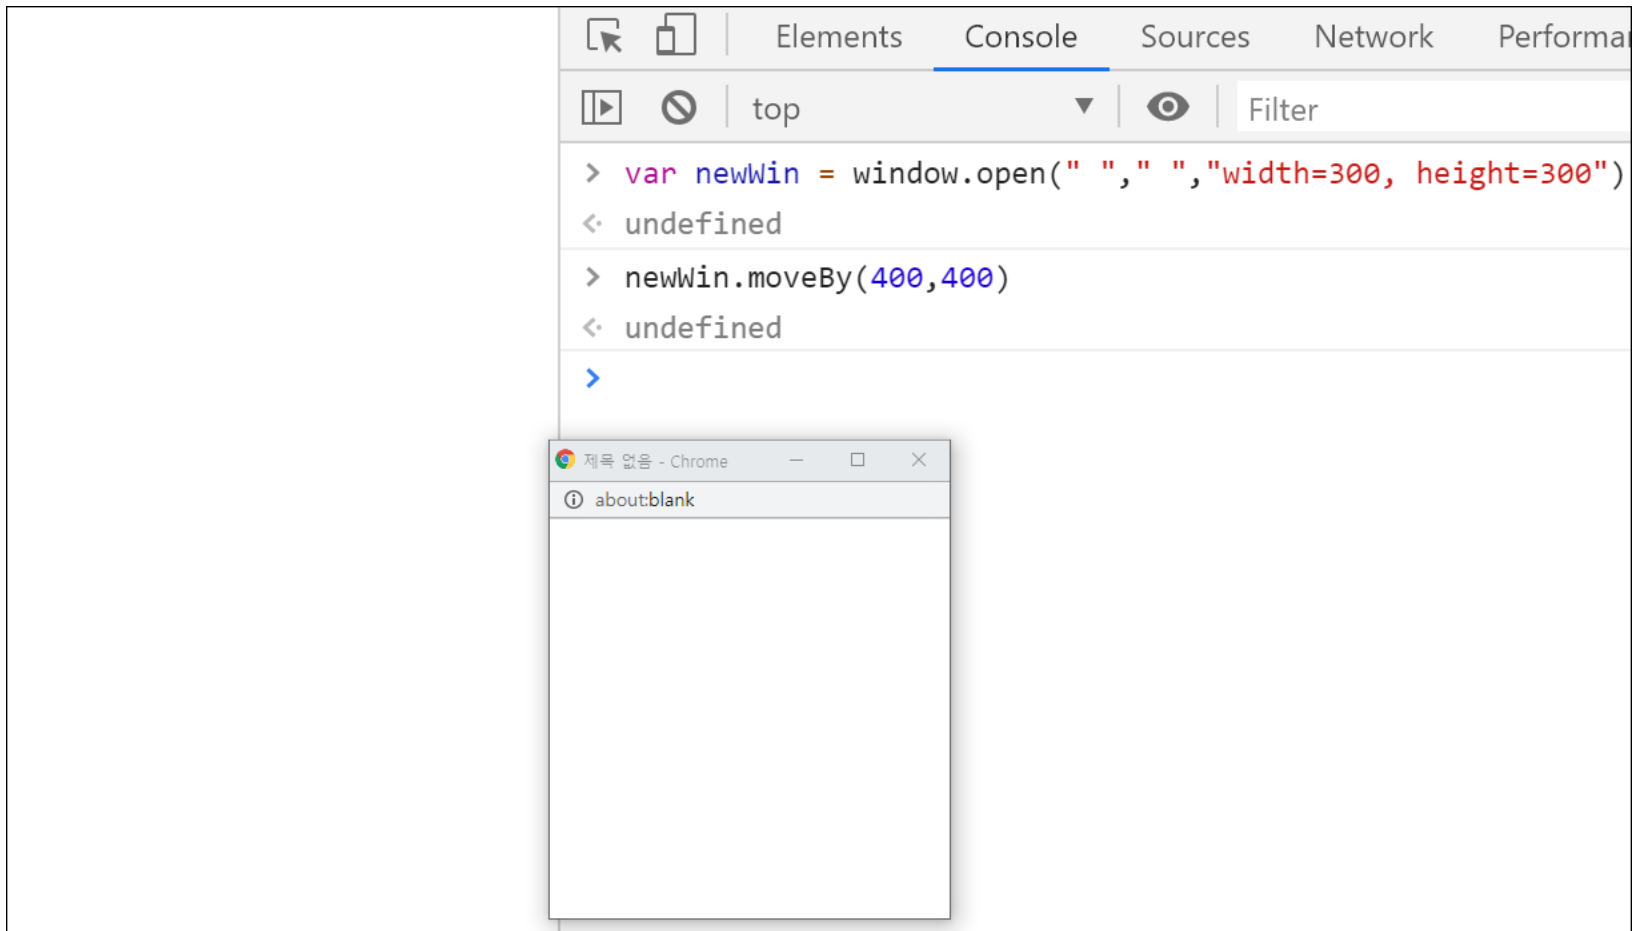 Elements Console Sources Network Performa
top Filter
> var newWin = window.open(" "," ","width=300, height=300")
undefined
> newWin.moveBy(400,400)
undefined
>
제목 없음 - Chrome
about:blank